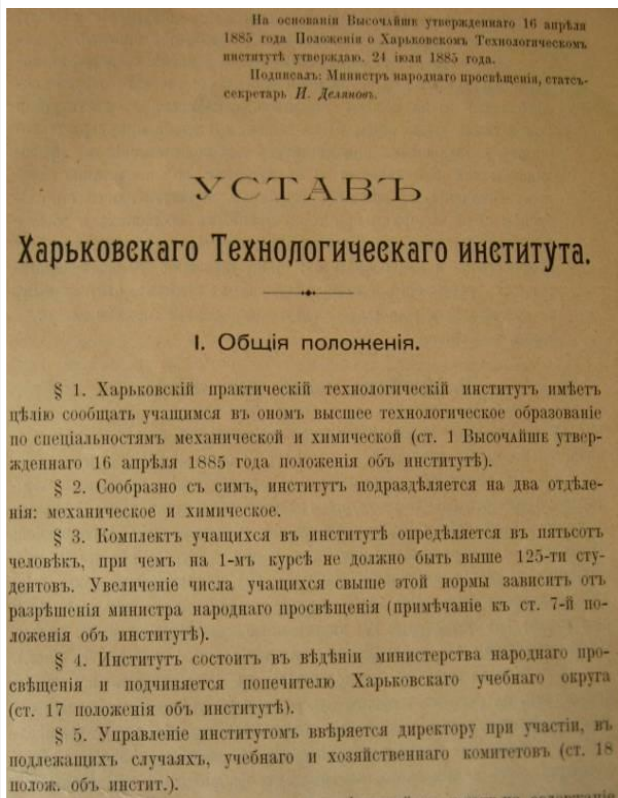 На основаніи Высочайше утвержденнаго 16 апрѣля
1885 года Положенія о Харьковскомъ Технологическомъ
институтѣ утверждаю. 24 іюля 1885 года.
Подписалъ: Министръ народнаго просвѣщенія, статсъ-
секретарь И. Деляновъ.
УСТАВЪ
Харьковскаго Технологическаго института.
I. Общія положенія.
§ 1. Харьковскій практическій технологическій институтъ имѣетъ
цѣлію сообщать учащимся въ ономъ высшее технологическое образованіе
по спеціальностямъ механической и химической (ст. 1 Высочайше утвер-
жденнаго 16 апрѣля 1885 года положенія объ институтѣ).
§ 2. Сообразно съ симъ, институтъ подраздѣляется на два отдѣле-
нія: механическое и химическое.
§ 3. Комплектъ учащихся въ институтѣ опредѣляется въ пятьсотъ
человѣкъ, при чемъ на 1-мъ курсѣ не должно быть выше 125-ти сту-
дентовъ. Увеличеніе числа учащихся свыше этой нормы зависитъ отъ
разрѣшенія министра народнаго просвѣщенія (примѣчаніе къ ст. 7-й по-
ложенія объ институтѣ).
§ 4. Институтъ состоитъ въ вѣдѣніи министерства народнаго про-
свѣщенія и подчиняется попечителю Харьковскаго учебнаго округа
(ст. 17 положенія объ институтѣ).
§ 5. Управленіе институтомъ ввѣряется директору при участіи, въ
подлежащихъ случаяхъ, учебнаго и хозяйственнаго комитетовъ (ст. 18
полож. объ инстит.).